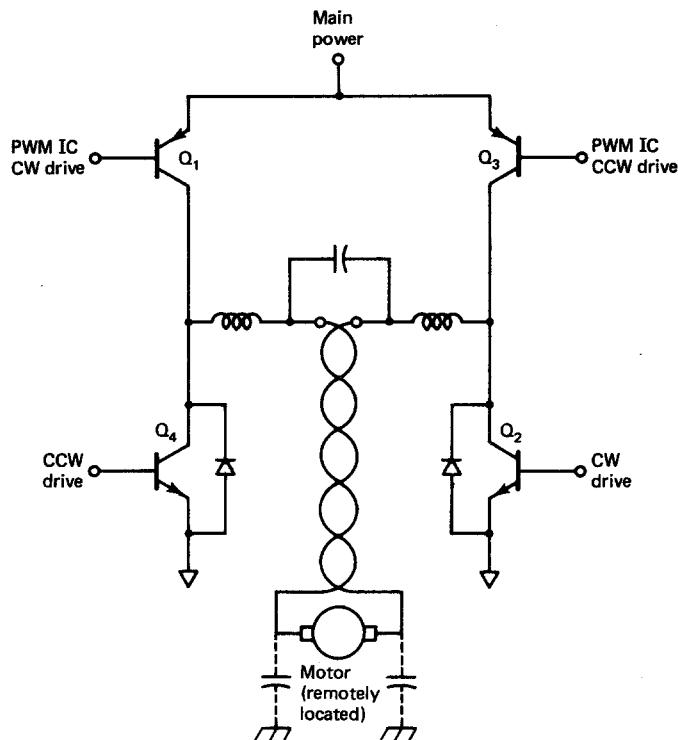 Main
power
PWM IC
CW drive
Q1
Q3
PWM IC
CCW drive
Q4
CCW
drive
Q2
CW
drive
Motor
(remotely
located)